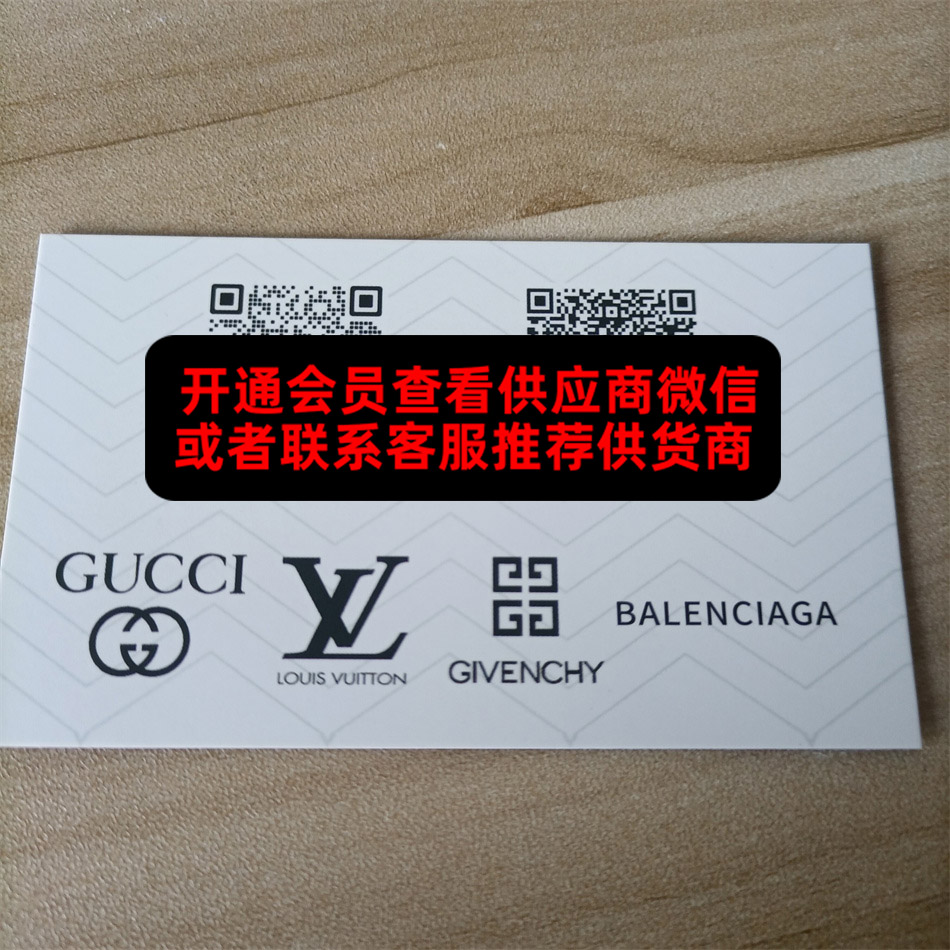 开通会员查看供应商微信
或者联系客服推荐供货商
GUCCI
LOUIS VUITTON
GIVENCHY
BALENCIAGA